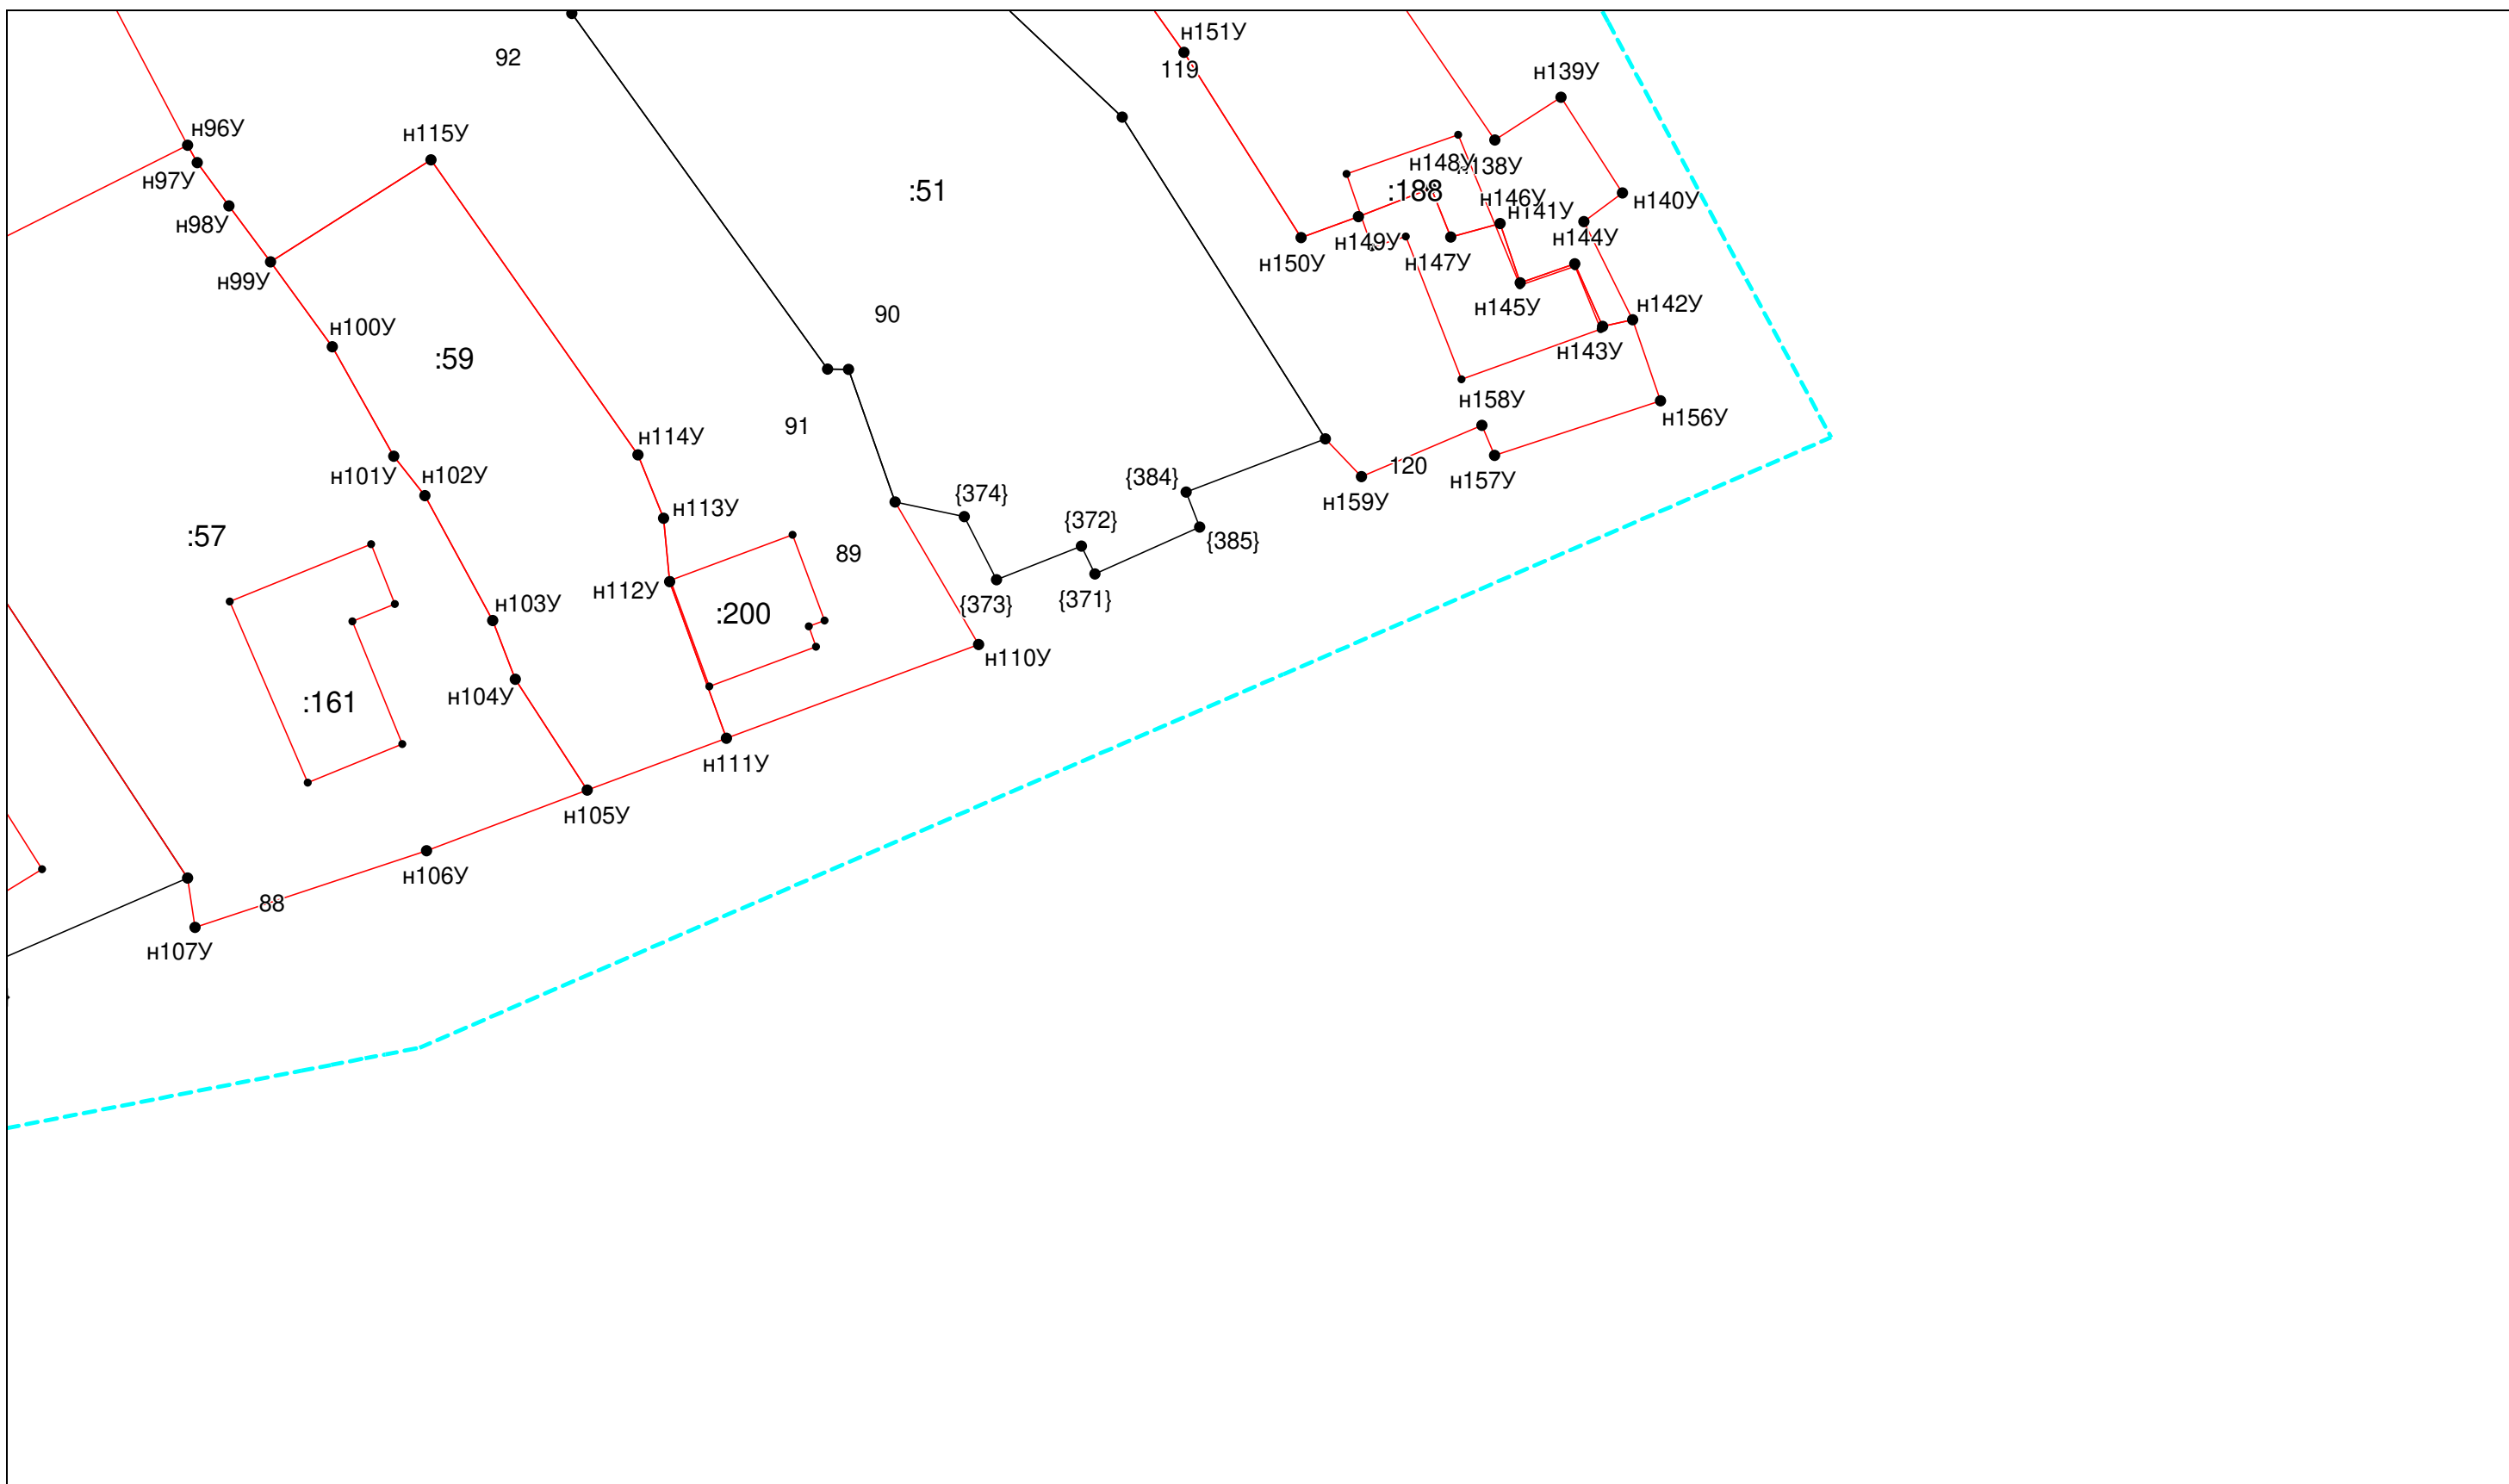 н151У
92
119
н139У
н96У
н115У
н148У
н138У
н97У
:51
:188
н146У
н140У
н141У
н98У
н144У
н149У
н150У
н147У
н99У
н145У
н142У
90
н100У
н143У
:59
н158У
н156У
91
н114У
120
н101У
н102У
{384}
н157У
н159У
{374}
н113У
{372}
:57
{385}
89
н112У
{373}
{371}
н103У
:200
н110У
н104У
:161
н111У
н105У
н106У
88
н107У